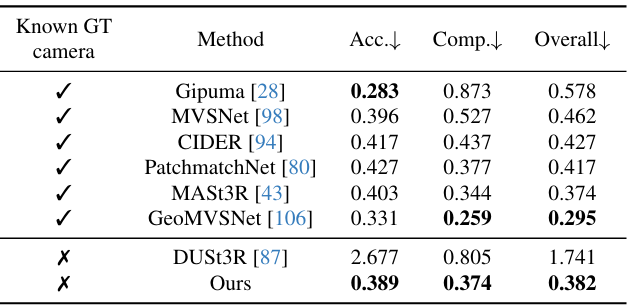 Known GT camera Method Acc.↓ Comp.↓ Overall↓
✓ Gipuma [28] 0.283 0.873 0.578
✓ MVSNet [98] 0.396 0.527 0.462
✓ CIDER [94] 0.417 0.437 0.427
✓ PatchmatchNet [80] 0.427 0.377 0.417
✓ MASt3R [43] 0.403 0.344 0.374
✓ GeoMVSNet [106] 0.331 0.259 0.295
✗ DUSt3R [87] 2.677 0.805 1.741
✗ Ours 0.389 0.374 0.382